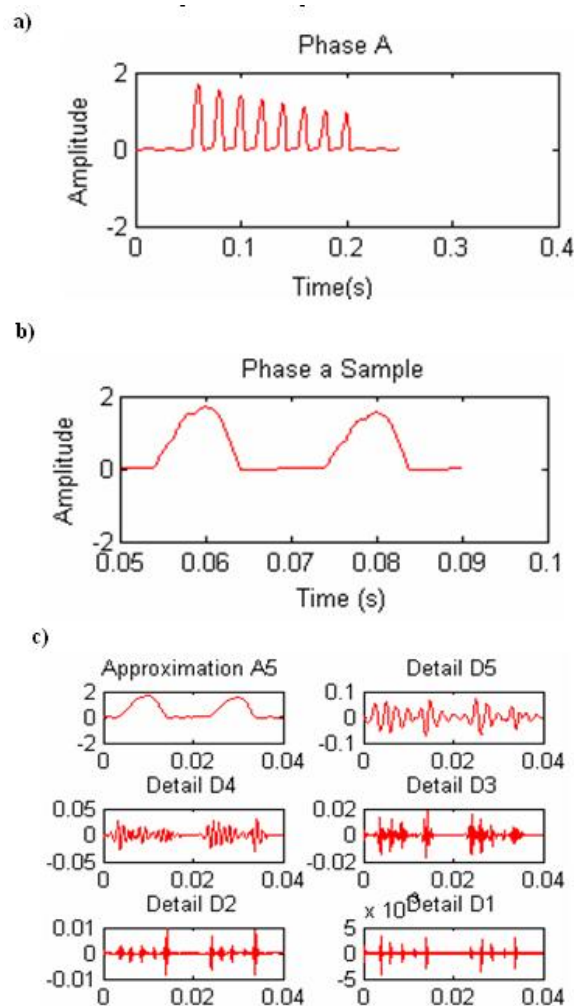 a)
Phase A
2
0
-2
Amplitude
0 0.1 0.2 0.3 0.4
Time(s)
b)
Phase a Sample
2
0
-2
Amplitude
0.05 0.06 0.07 0.08 0.09 0.1
Time (s)
c)
Approximation A5 Detail D5
2 0.1
0 0
-2 -0.1
0 0.02 0.04 0 0.02 0.04
Detail D4 Detail D3
0.05 0.02
0 0
-0.05 -0.02
0 0.02 0.04 0 0.02 0.04
Detail D2 x 10 Detail D1
0.01 5
0 0
-0.01 -5
0 0.02 0.04 0 0.02 0.04